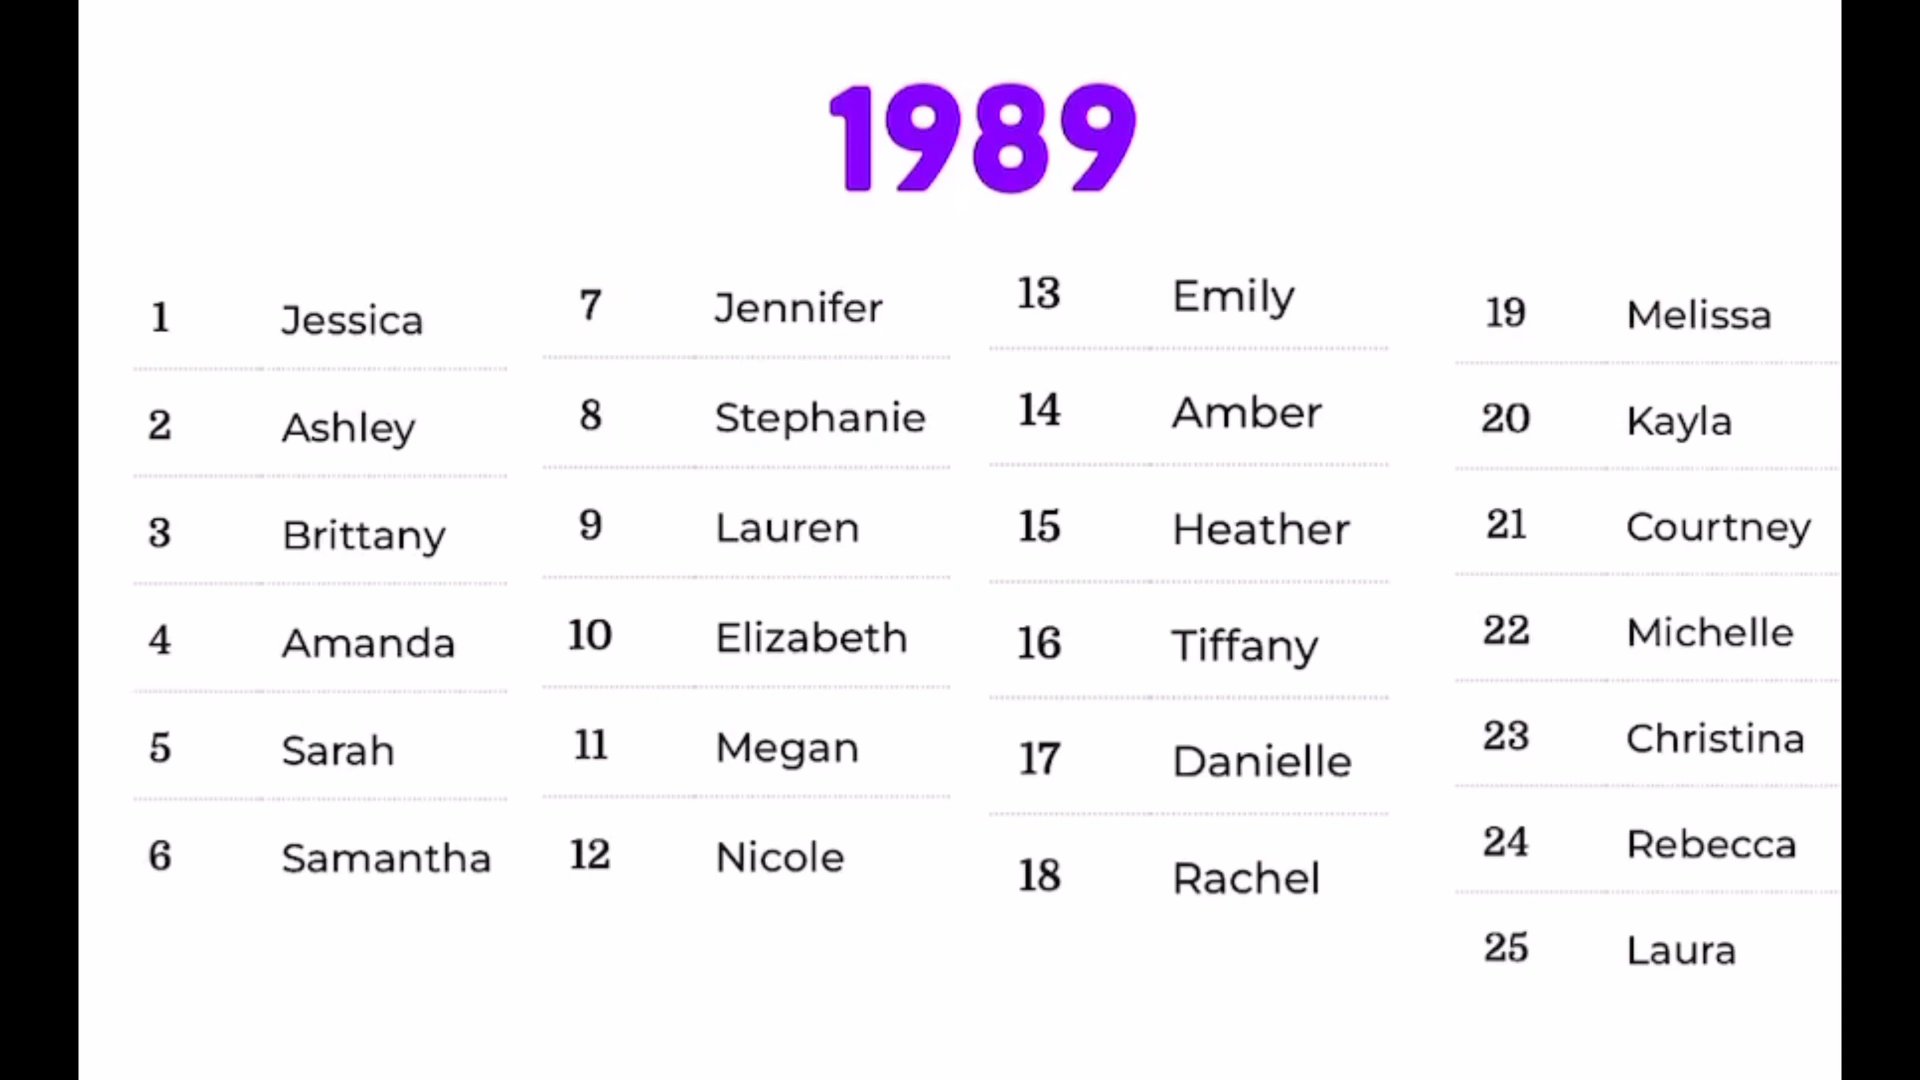 1989
1 Jessica
2 Ashley
3 Brittany
4 Amanda
5 Sarah
6 Samantha
7 Jennifer
8 Stephanie
9 Lauren
10 Elizabeth
11 Megan
12 Nicole
13 Emily
14 Amber
15 Heather
16 Tiffany
17 Danielle
18 Rachel
19 Melissa
20 Kayla
21 Courtney
22 Michelle
23 Christina
24 Rebecca
25 Laura